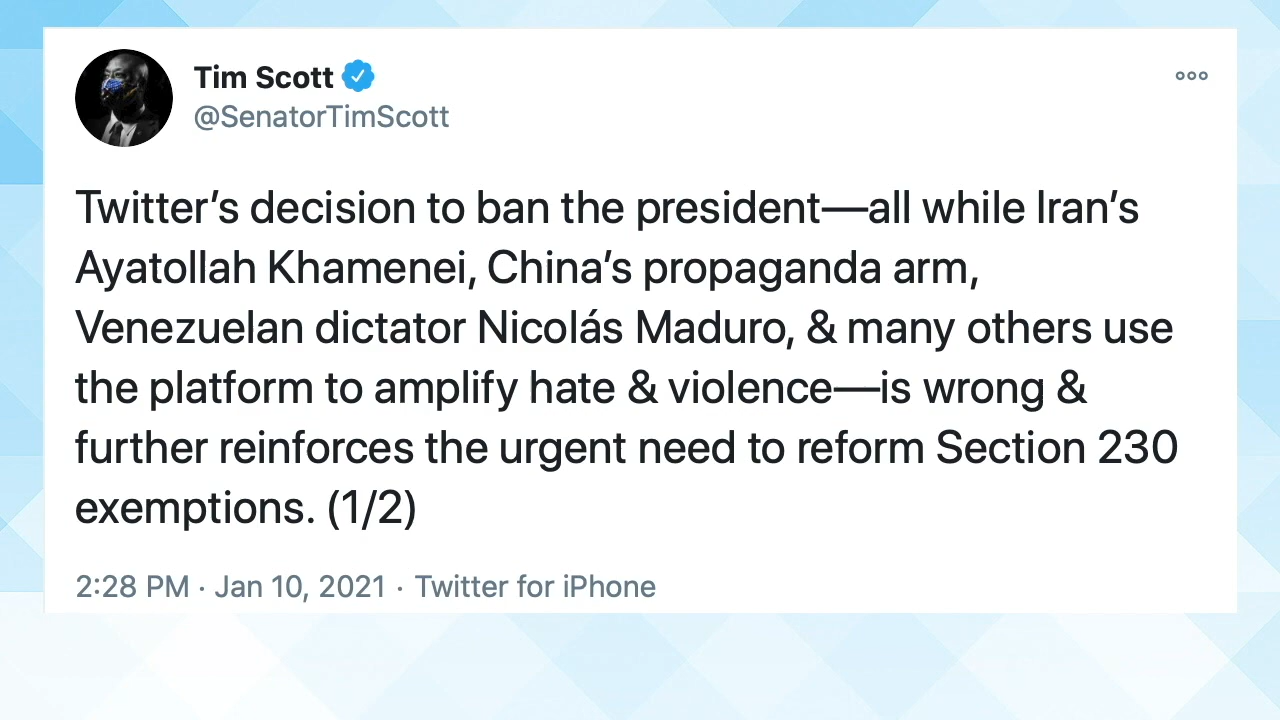 Tim Scott
@SenatorTimScott
Twitter’s decision to ban the president—all while Iran’s
Ayatollah Khamenei, China’s propaganda arm,
Venezuelan dictator Nicolás Maduro, & many others use
the platform to amplify hate & violence—is wrong &
further reinforces the urgent need to reform Section 230
exemptions. (1/2)
2:28 PM · Jan 10, 2021 · Twitter for iPhone